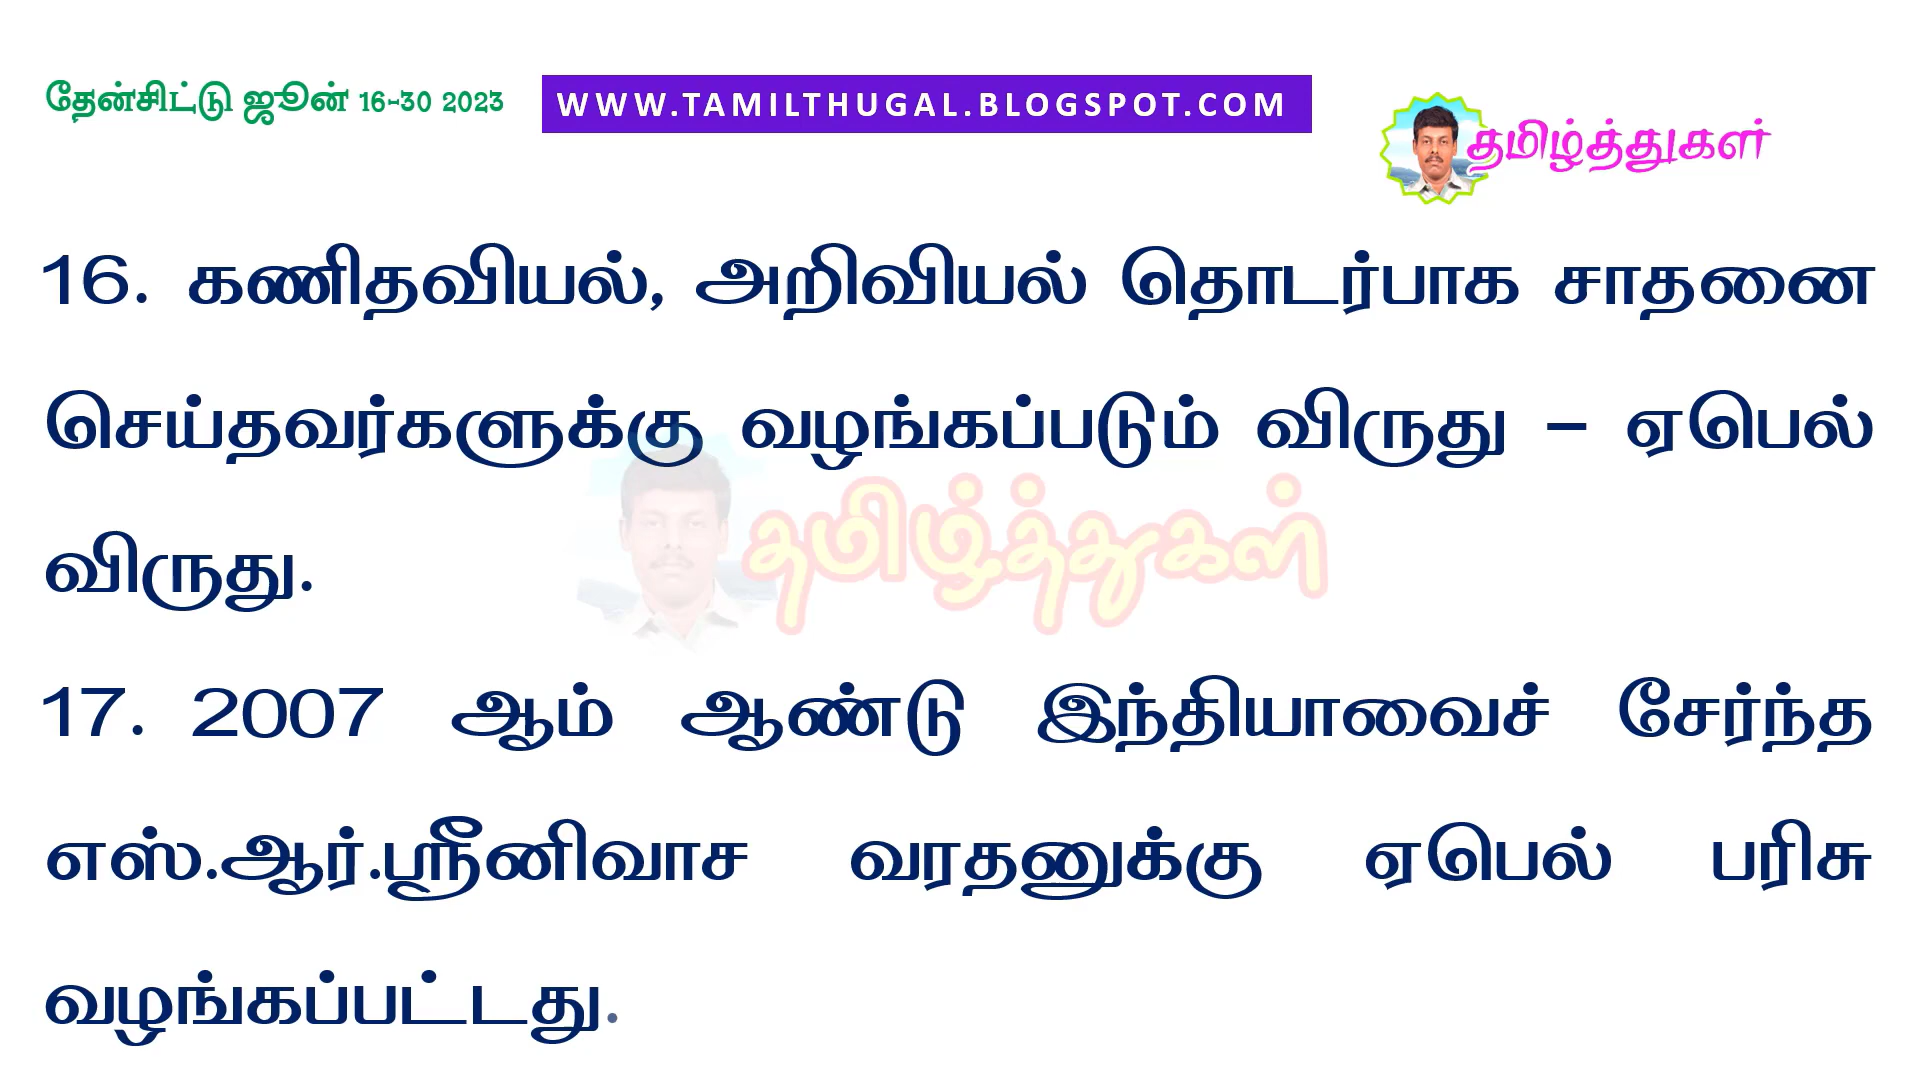 தேன்சிட்டு ஜூன் 16-30 2023
WWW.TAMILTHUGAL.BLOGSPOT.COM
தமிழ்த்துகள்
16. கணிதவியல், அறிவியல் தொடர்பாக சாதனை
செய்தவர்களுக்கு வழங்கப்படும் விருது – ஏபெல்
விருது.
தமிழ்த்துகள்
17. 2007 ஆம் ஆண்டு இந்தியாவைச் சேர்ந்த
எஸ்.ஆர்.ஸ்ரீனிவாச வரதனுக்கு ஏபெல் பரிசு
வழங்கப்பட்டது.